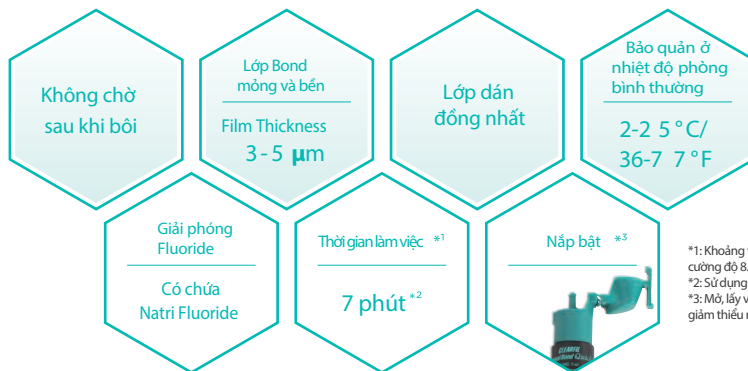 Không chờ
sau khi bôi
Lớp Bond
mỏng và bền
Film Thickness
3-5 μm
Lớp dán
đồng nhất
Bảo quản ở
nhiệt độ phòng
bình thường
2-2 5 °C/
36-7 7 °F
Giải phóng
Fluoride
Có chứa
Natri Fluoride
Thời gian làm việc *1
7 phút *2
Nắp bật *3
CLEARFIL
Bond Quick
*1: Khoảng
cường độ 8.
*2: Sử dụng
*3: Mở, lấy v
giảm thiểu